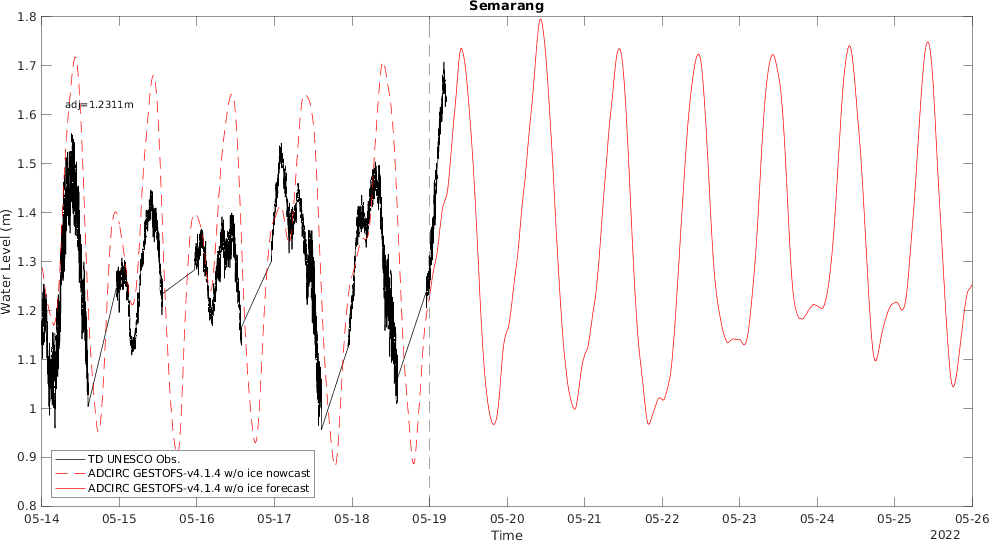 Semarang
1.8
1.7
1.6
1.5
1.4
1.3
1.2
1.1
1
0.9
0.8
Water Level (m)
adj=1.2311m
TD UNESCO Obs.
ADCIRC GESTOFS-v4.1.4 w/o ice nowcast
ADCIRC GESTOFS-v4.1.4 w/o ice forecast
05-14 05-15 05-16 05-17 05-18 05-19 05-20 05-21 05-22 05-23 05-24 05-25 05-26
Time
2022